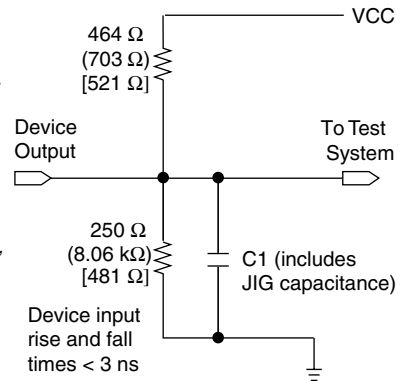 VCC
464 Ω
(703 Ω)
[521 Ω]
Device
Output
To Test
System
250 Ω
(8.06 kΩ)
[481 Ω]
C1 (includes
JIG capacitance)
Device input
rise and fall
times < 3 ns